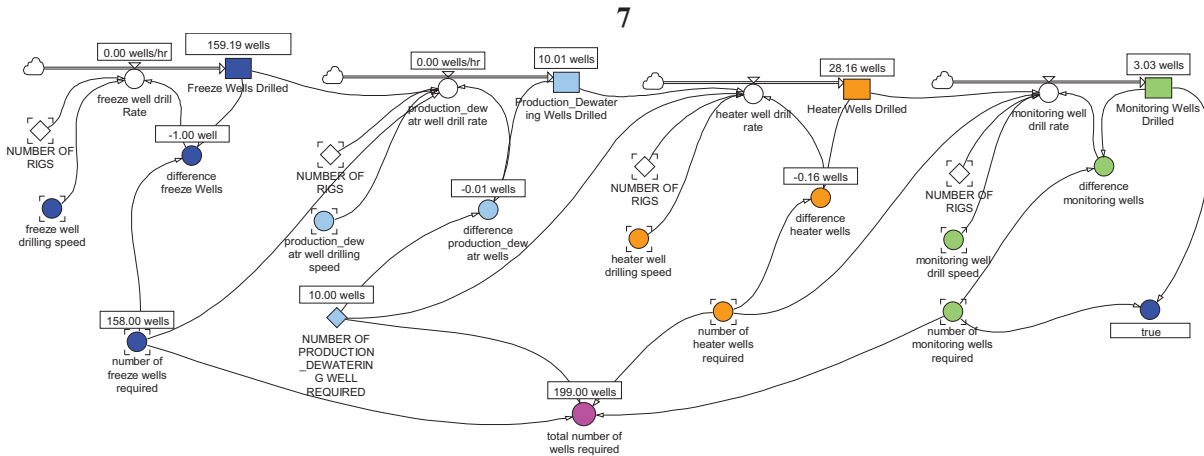 7
0.00 wells/hr
159.19 wells
freeze well drill
Rate
Freeze Wells Drilled
NUMBER OF
RIGS
-1.00 well
difference
freeze Wells
freeze well
drilling speed
158.00 wells
number of
freeze wells
required
0.00 wells/hr
10.01 wells
production_dew
atr well drill rate
Production_Dewater
ing Wells Drilled
NUMBER OF
RIGS
-0.01 wells
difference
production_dew
atr wells
production_dew
atr well drilling
speed
10.00 wells
NUMBER OF
PRODUCTION
_DEWATERIN
G WELL
REQUIRED
28.16 wells
heater well drill
rate
Heater Wells Drilled
NUMBER OF
RIGS
-0.16 wells
difference
heater wells
heater well
drilling speed
number of
heater wells
required
3.03 wells
monitoring well
drill rate
Monitoring Wells
Drilled
NUMBER OF
RIGS
difference
monitoring wells
monitoring well
drill speed
number of
monitoring wells
required
true
199.00 wells
total number of
wells required